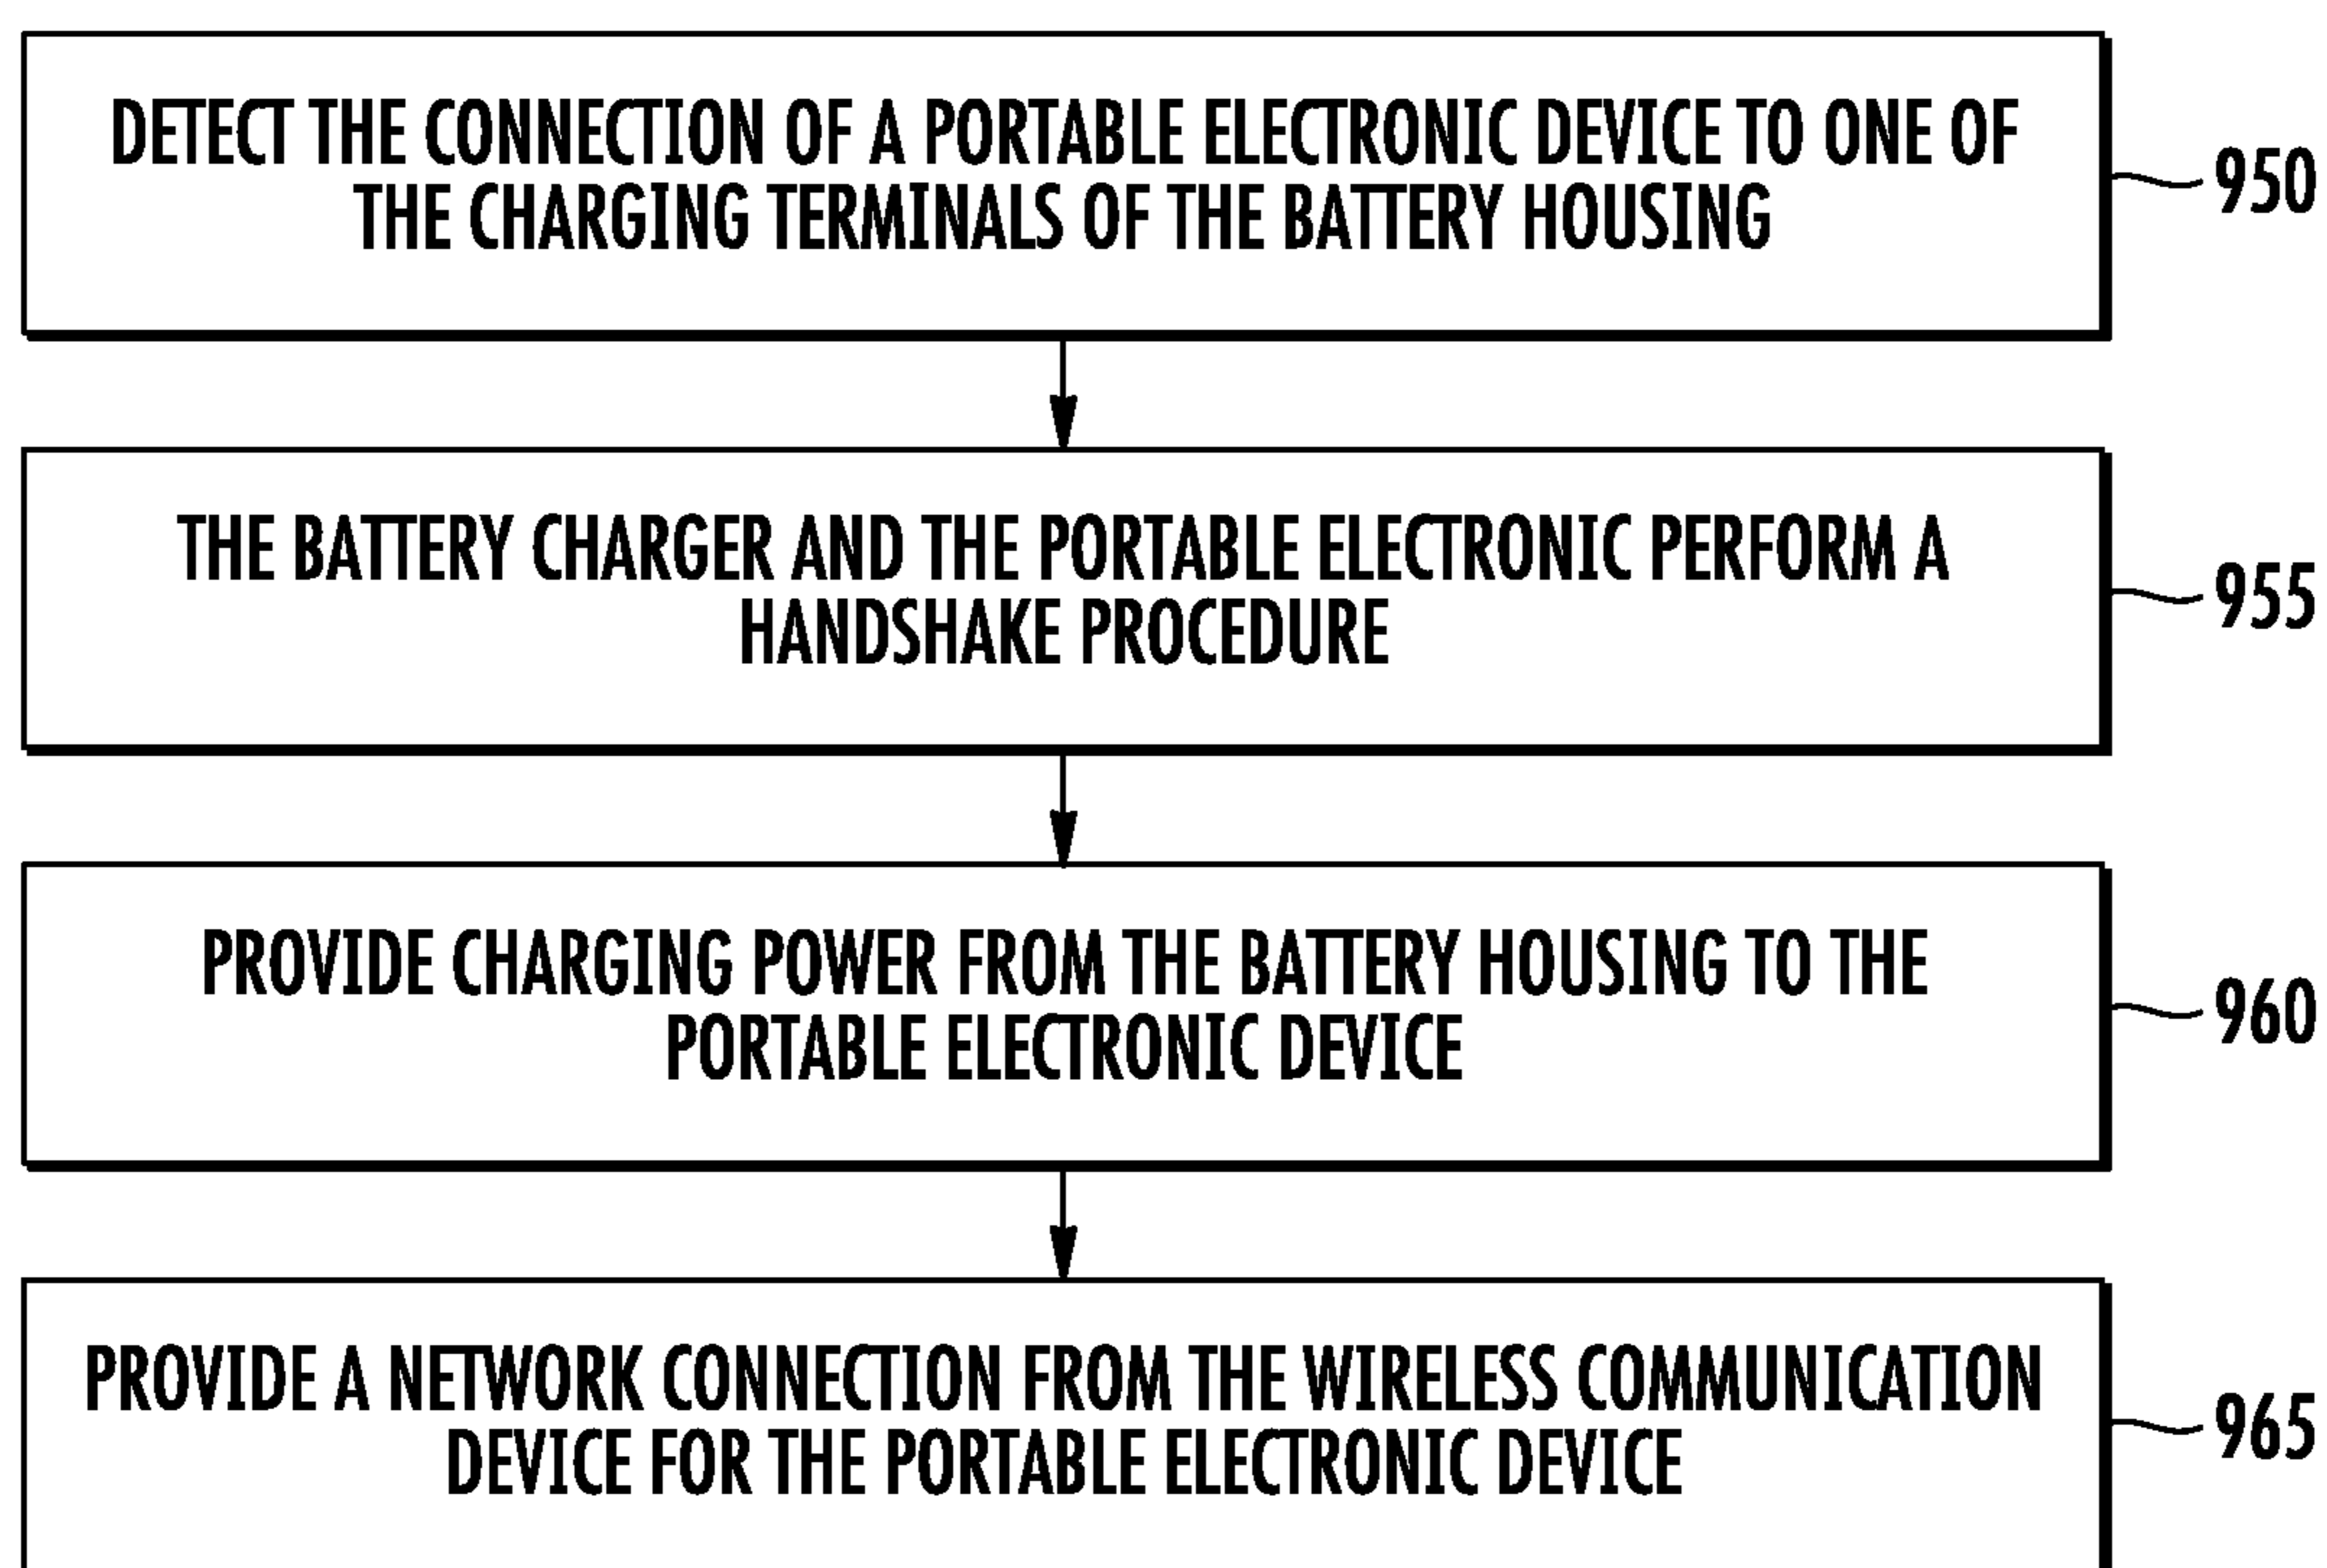 DETECT THE CONNECTION OF A PORTABLE ELECTRONIC DEVICE TO ONE OF
THE CHARGING TERMINALS OF THE BATTERY HOUSING
950
THE BATTERY CHARGER AND THE PORTABLE ELECTRONIC PERFORM A
HANDSHAKE PROCEDURE
955
PROVIDE CHARGING POWER FROM THE BATTERY HOUSING TO THE
PORTABLE ELECTRONIC DEVICE
960
PROVIDE A NETWORK CONNECTION FROM THE WIRELESS COMMUNICATION
DEVICE FOR THE PORTABLE ELECTRONIC DEVICE
965